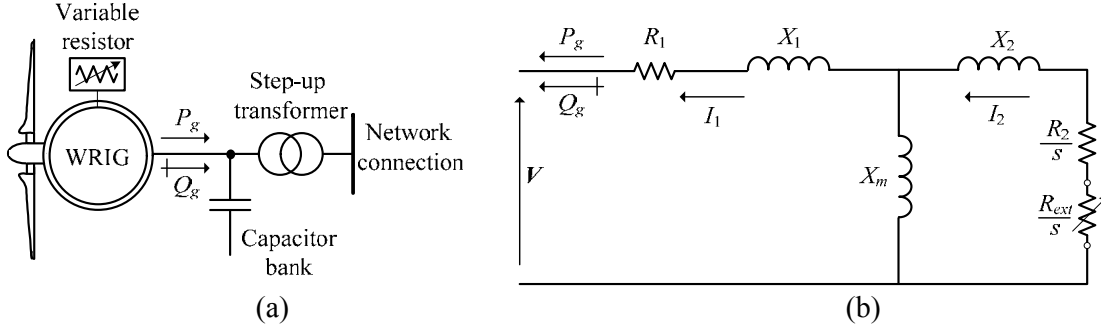 Variable
resistor
WRIG
P_g
Q_g
Step-up
transformer
Network
connection
Capacitor
bank
(a)
P_g
Q_g
R_1
X_1
X_2
I_1
I_2
V
X_m
R_2
s
R_ext
s
(b)